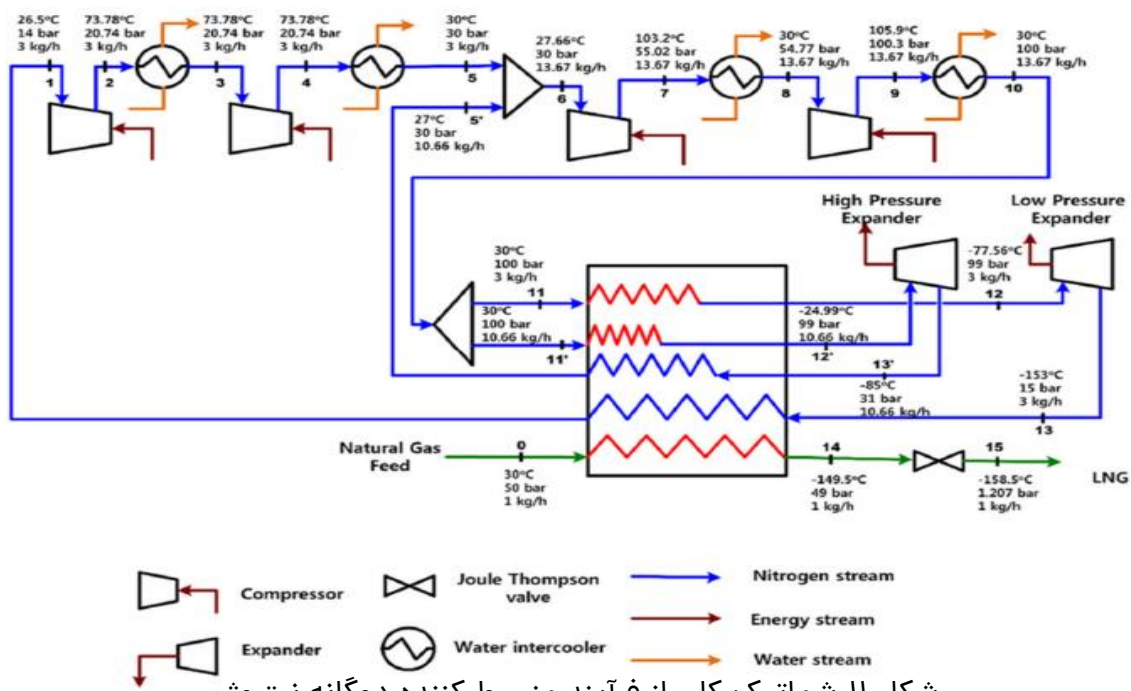 26.5°C
14 bar
3 kg/h
73.78°C
20.74 bar
3 kg/h
73.78°C
20.74 bar
3 kg/h
73.78°C
20.74 bar
3 kg/h
30°C
30 bar
3 kg/h
27.66°C
30 bar
13.67 kg/h
103.2°C
55.02 bar
13.67 kg/h
30°C
54.77 bar
13.67 kg/h
105.9°C
100.3 bar
13.67 kg/h
30°C
100 bar
13.67 kg/h
1
2
3
4
5
6
7
8
9
10
5'
27°C
30 bar
10.66 kg/h
High Pressure
Expander
Low Pressure
Expander
30°C
100 bar
3 kg/h
11
30°C
100 bar
10.66 kg/h
11'
-77.56°C
99 bar
3 kg/h
12
-24.99°C
99 bar
10.66 kg/h
12'
13'
-85°C
31 bar
10.66 kg/h
-153°C
15 bar
3 kg/h
13
Natural Gas
Feed
0
30°C
50 bar
1 kg/h
14
-149.5°C
49 bar
1 kg/h
15
-158.5°C
1.207 bar
1 kg/h
LNG
Compressor
Joule Thompson
valve
Nitrogen stream
Energy stream
Expander
Water intercooler
Water stream